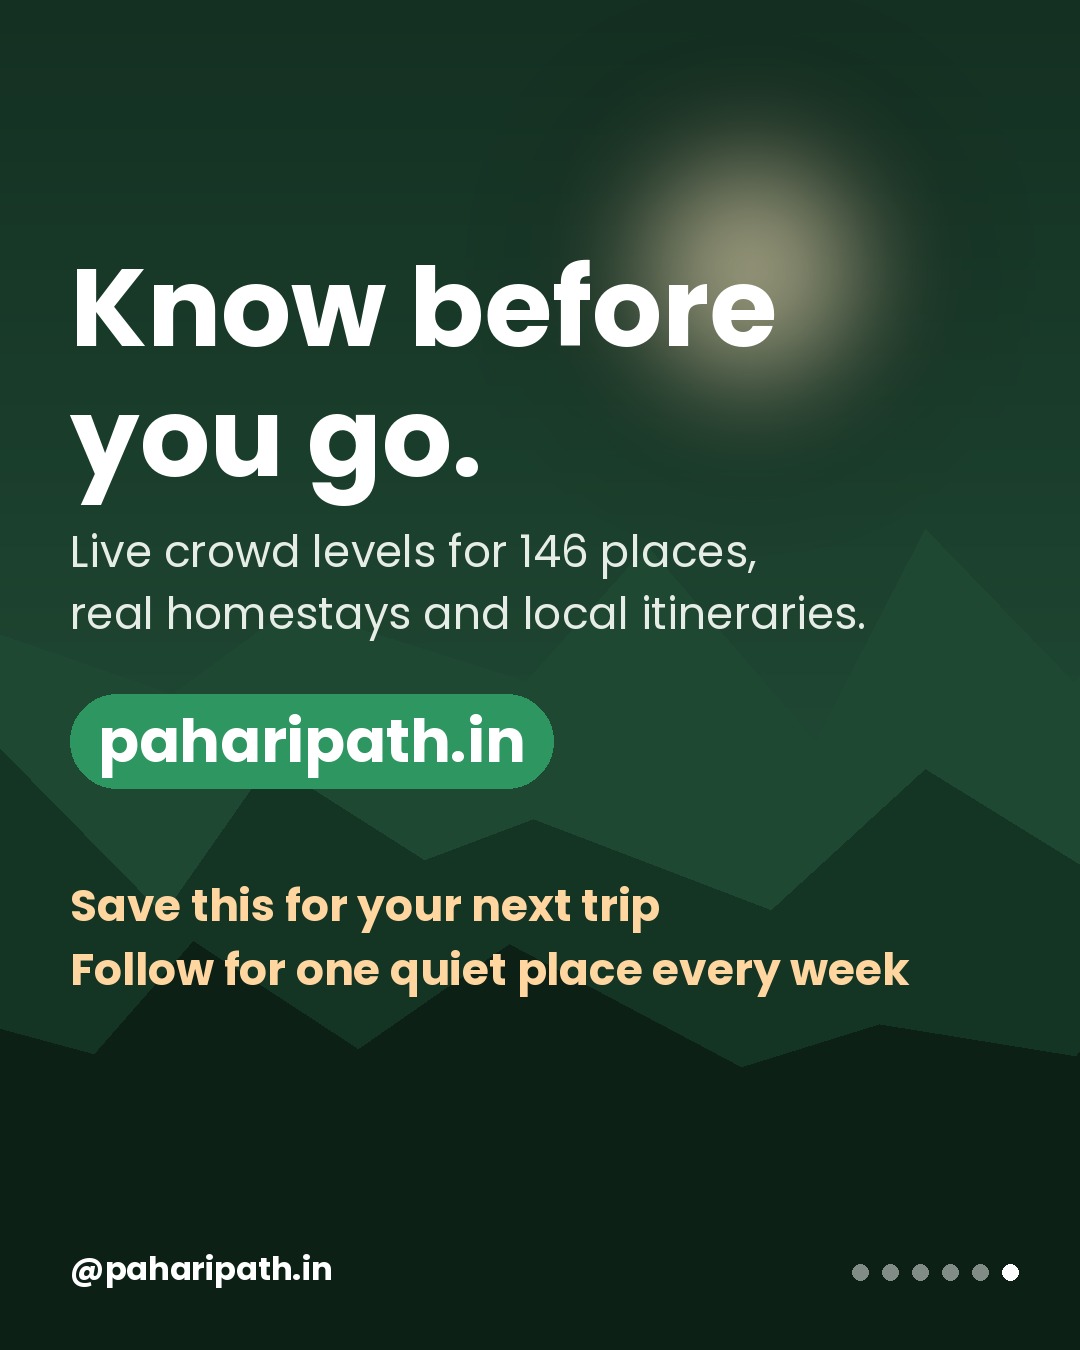 Know before
you go.
Live crowd levels for 146 places,
real homestays and local itineraries.
paharipath.in
Save this for your next trip
Follow for one quiet place every week
@paharipath.in